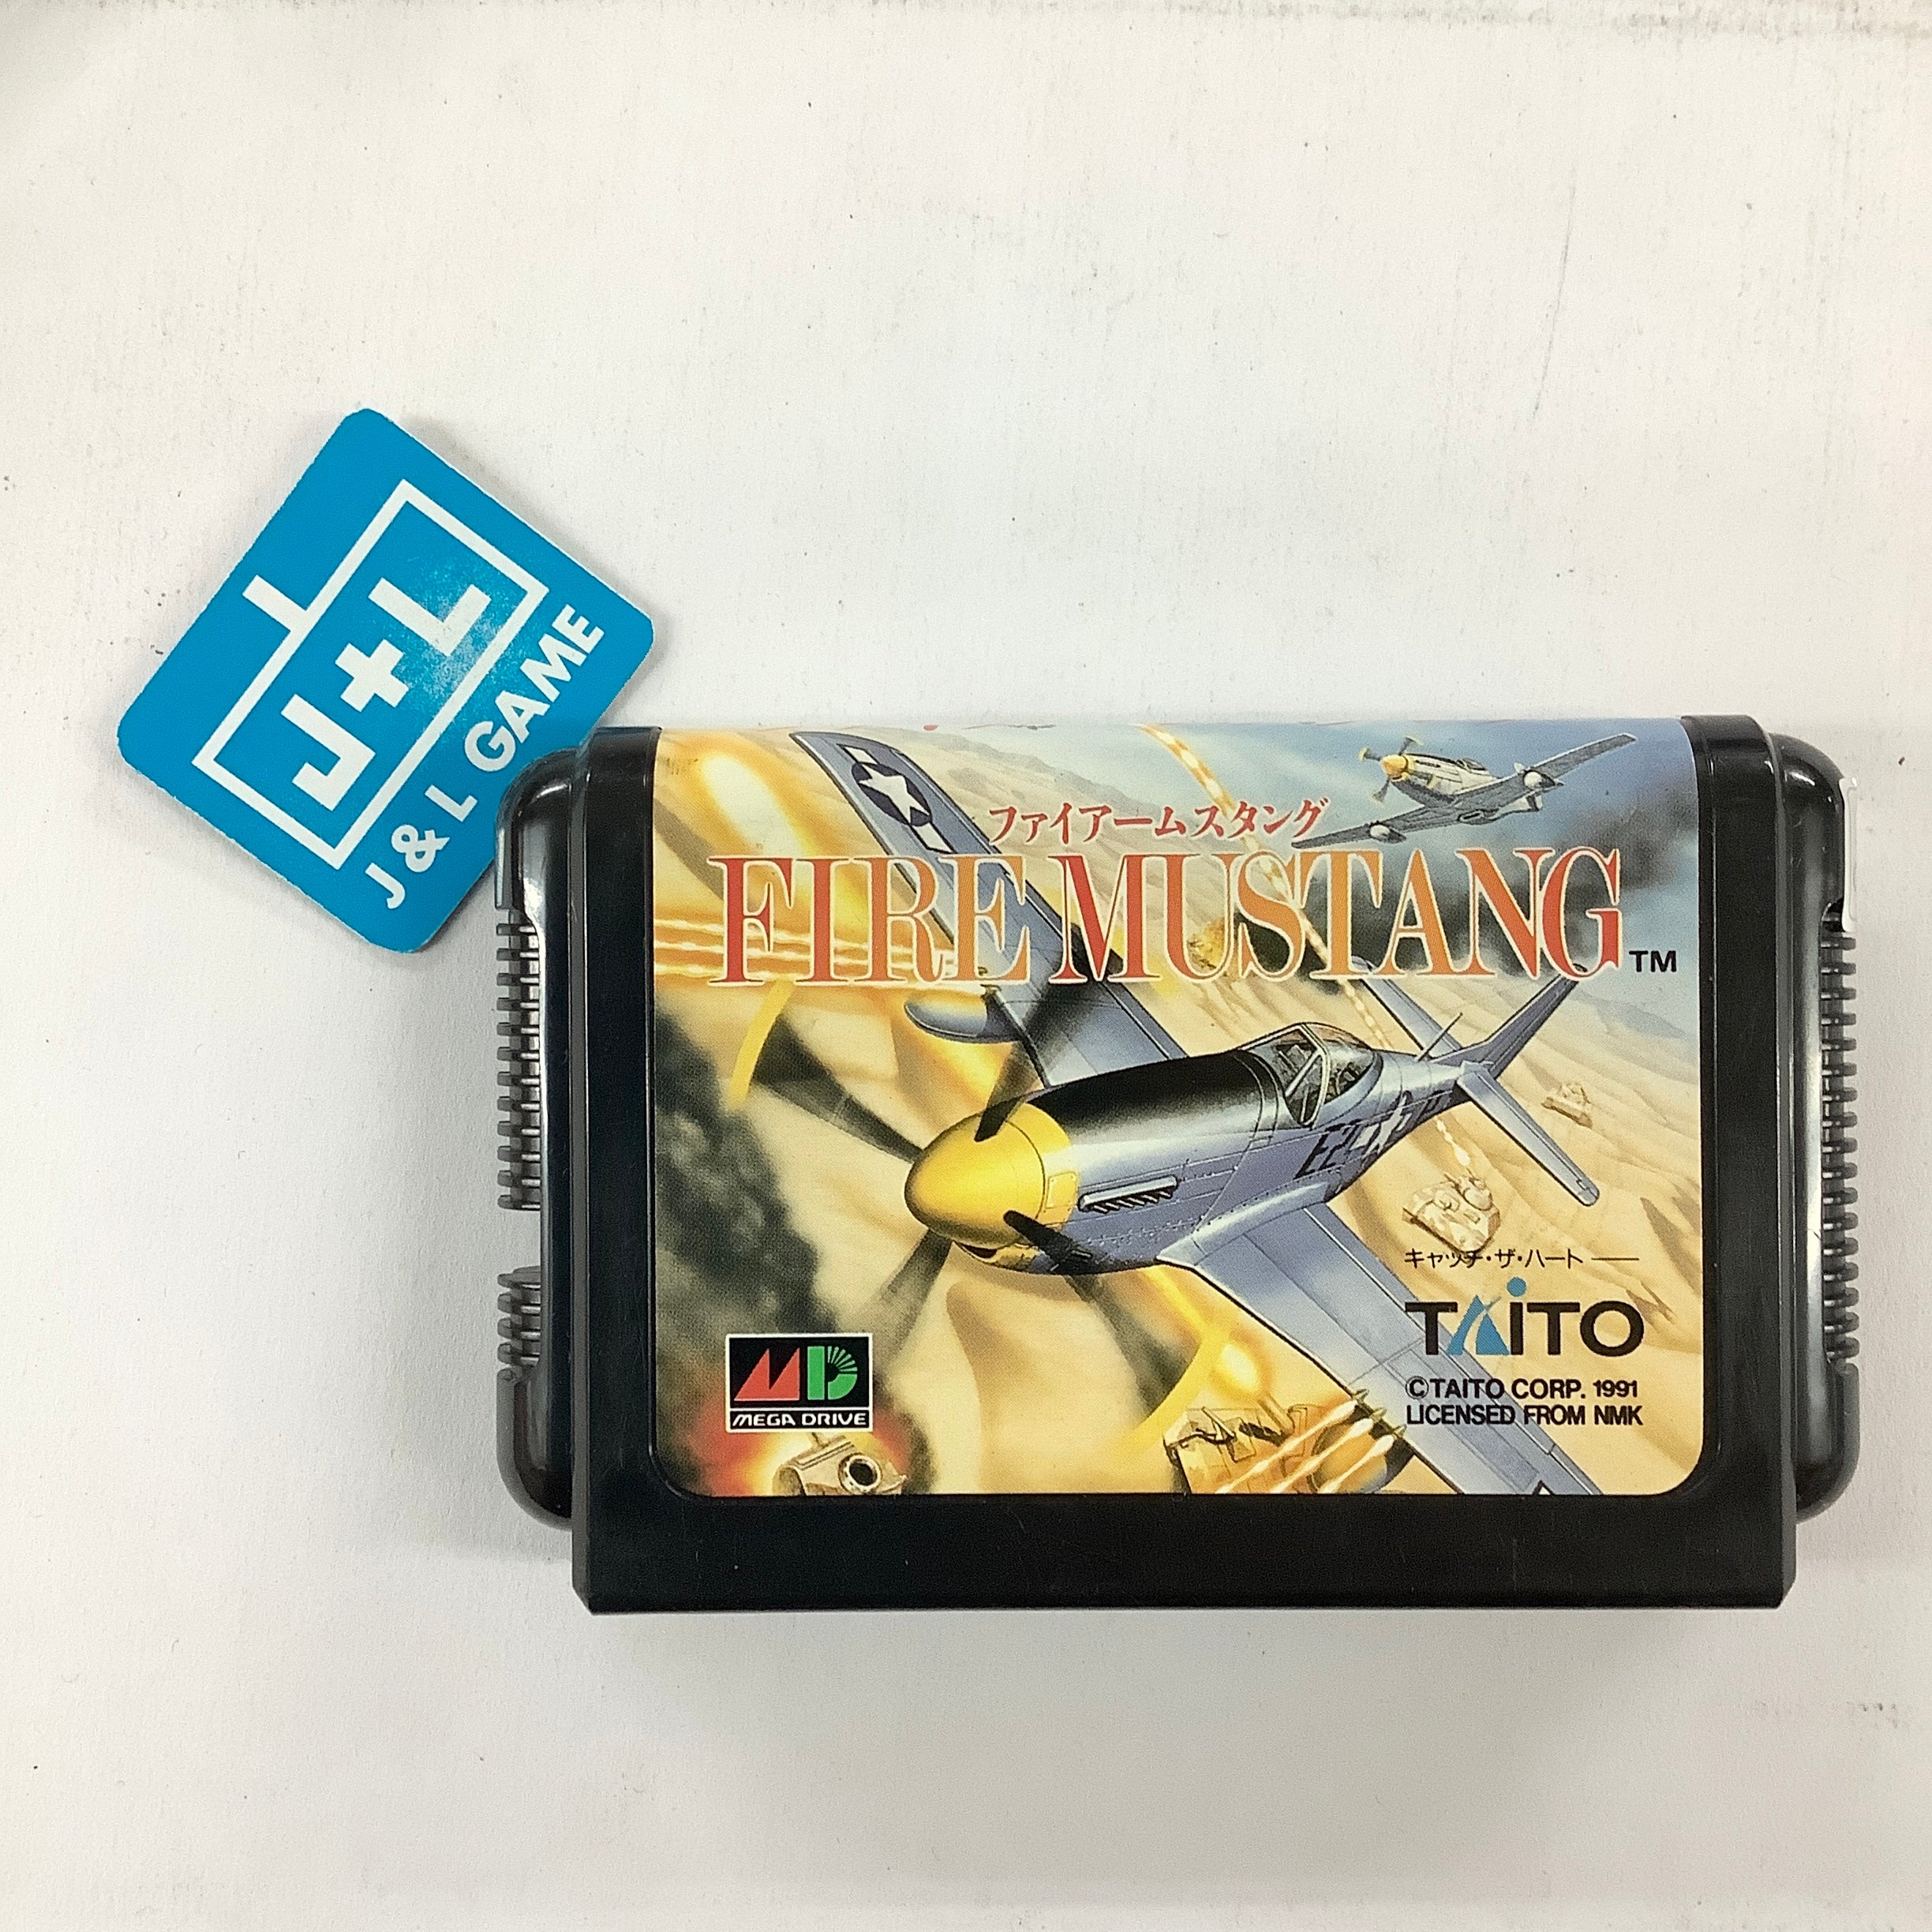 J+L
J & L GAME
ファイアームスタング
FIRE MUSTANG TM
キャッチ・ザ・ハート
TAITO
©TAITO CORP. 1991
LICENSED FROM NMK
MD
MEGA DRIVE